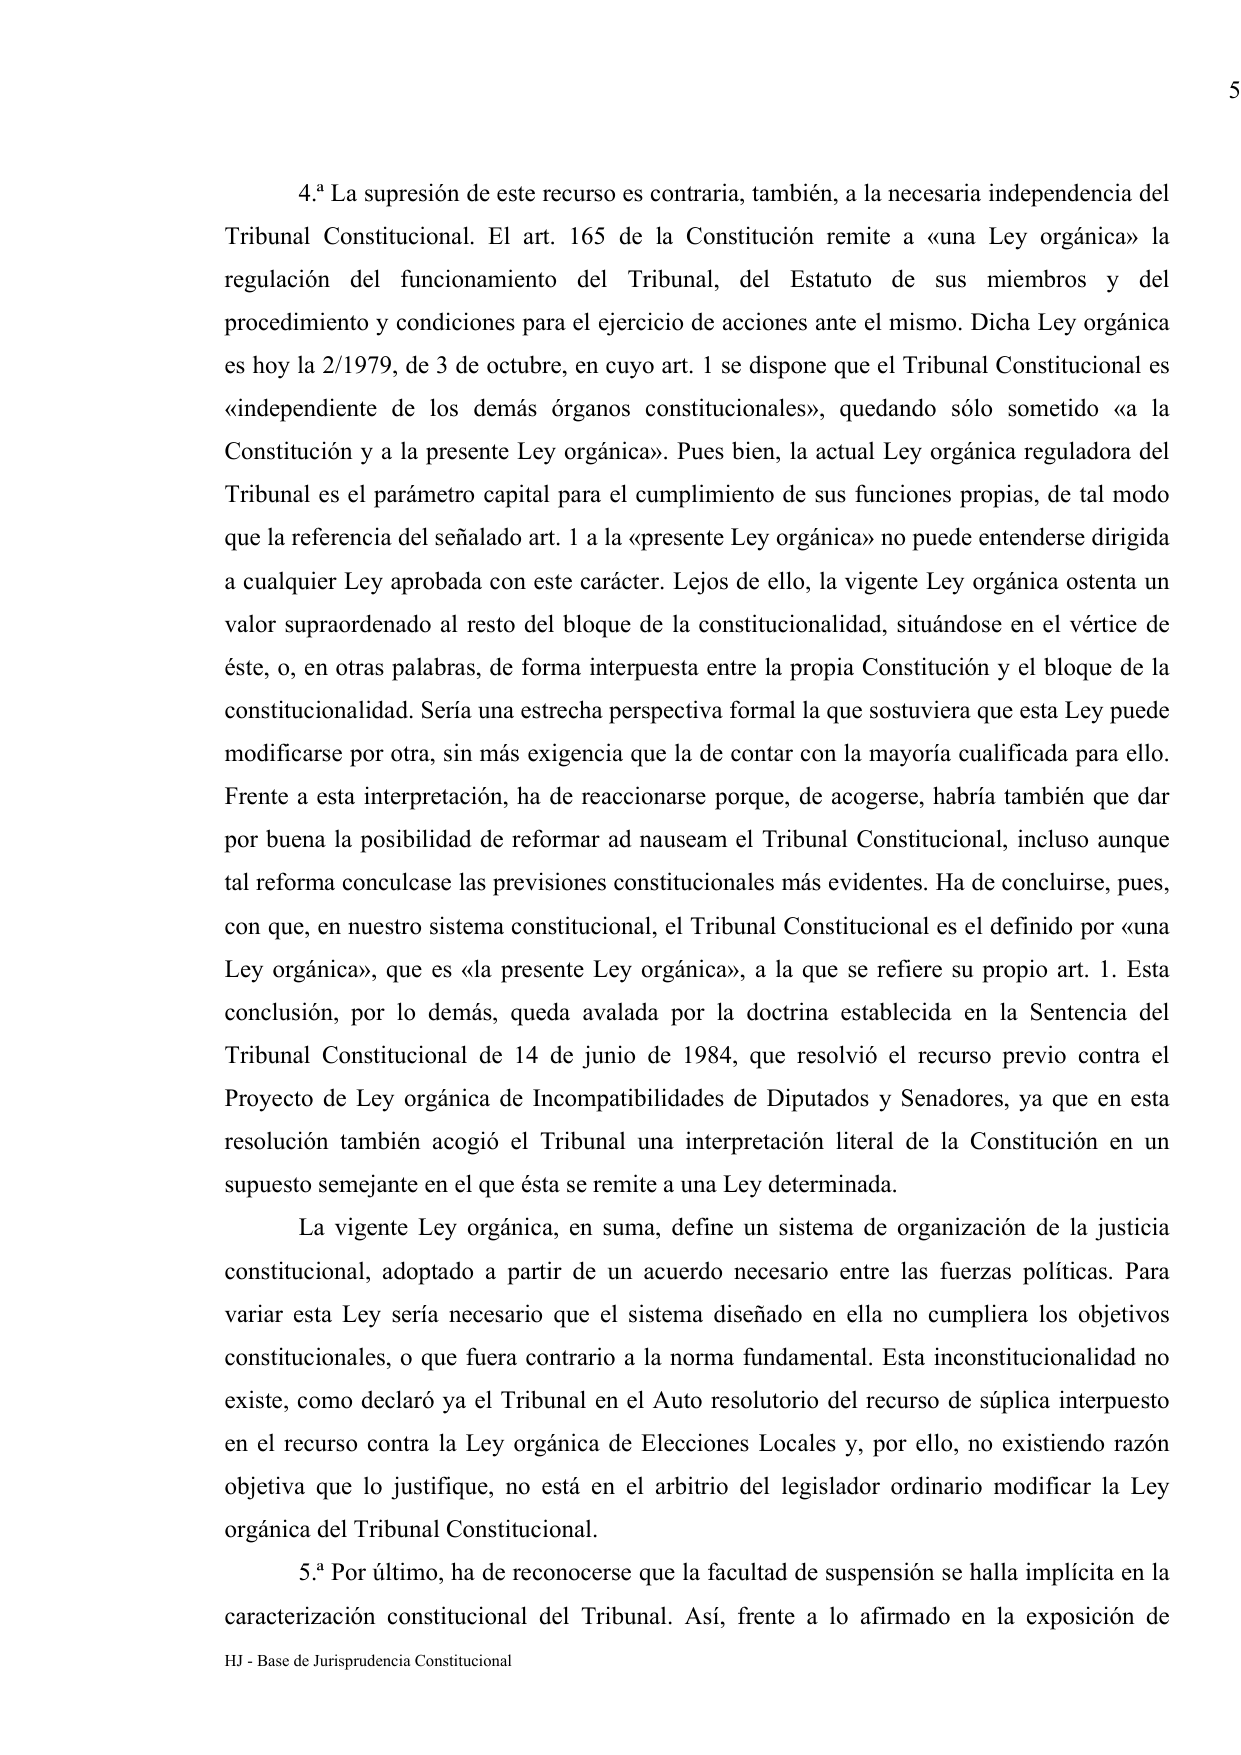 5
4.ª La supresión de este recurso es contraria, también, a la necesaria independencia del
Tribunal Constitucional. El art. 165 de la Constitución remite a «una Ley orgánica» la
regulación del funcionamiento del Tribunal, del Estatuto de sus miembros y del
procedimiento y condiciones para el ejercicio de acciones ante el mismo. Dicha Ley orgánica
es hoy la 2/1979, de 3 de octubre, en cuyo art. 1 se dispone que el Tribunal Constitucional es
«independiente de los demás órganos constitucionales», quedando sólo sometido «a la
Constitución y a la presente Ley orgánica». Pues bien, la actual Ley orgánica reguladora del
Tribunal es el parámetro capital para el cumplimiento de sus funciones propias, de tal modo
que la referencia del señalado art. 1 a la «presente Ley orgánica» no puede entenderse dirigida
a cualquier Ley aprobada con este carácter. Lejos de ello, la vigente Ley orgánica ostenta un
valor supraordenado al resto del bloque de la constitucionalidad, situándose en el vértice de
éste, o, en otras palabras, de forma interpuesta entre la propia Constitución y el bloque de la
constitucionalidad. Sería una estrecha perspectiva formal la que sostuviera que esta Ley puede
modificarse por otra, sin más exigencia que la de contar con la mayoría cualificada para ello.
Frente a esta interpretación, ha de reaccionarse porque, de acogerse, habría también que dar
por buena la posibilidad de reformar ad nauseam el Tribunal Constitucional, incluso aunque
tal reforma conculcase las previsiones constitucionales más evidentes. Ha de concluirse, pues,
con que, en nuestro sistema constitucional, el Tribunal Constitucional es el definido por «una
Ley orgánica», que es «la presente Ley orgánica», a la que se refiere su propio art. 1. Esta
conclusión, por lo demás, queda avalada por la doctrina establecida en la Sentencia del
Tribunal Constitucional de 14 de junio de 1984, que resolvió el recurso previo contra el
Proyecto de Ley orgánica de Incompatibilidades de Diputados y Senadores, ya que en esta
resolución también acogió el Tribunal una interpretación literal de la Constitución en un
supuesto semejante en el que ésta se remite a una Ley determinada.
La vigente Ley orgánica, en suma, define un sistema de organización de la justicia
constitucional, adoptado a partir de un acuerdo necesario entre las fuerzas políticas. Para
variar esta Ley sería necesario que el sistema diseñado en ella no cumpliera los objetivos
constitucionales, o que fuera contrario a la norma fundamental. Esta inconstitucionalidad no
existe, como declaró ya el Tribunal en el Auto resolutorio del recurso de súplica interpuesto
en el recurso contra la Ley orgánica de Elecciones Locales y, por ello, no existiendo razón
objetiva que lo justifique, no está en el arbitrio del legislador ordinario modificar la Ley
orgánica del Tribunal Constitucional.
5.ª Por último, ha de reconocerse que la facultad de suspensión se halla implícita en la
caracterización constitucional del Tribunal. Así, frente a lo afirmado en la exposición de
HJ - Base de Jurisprudencia Constitucional